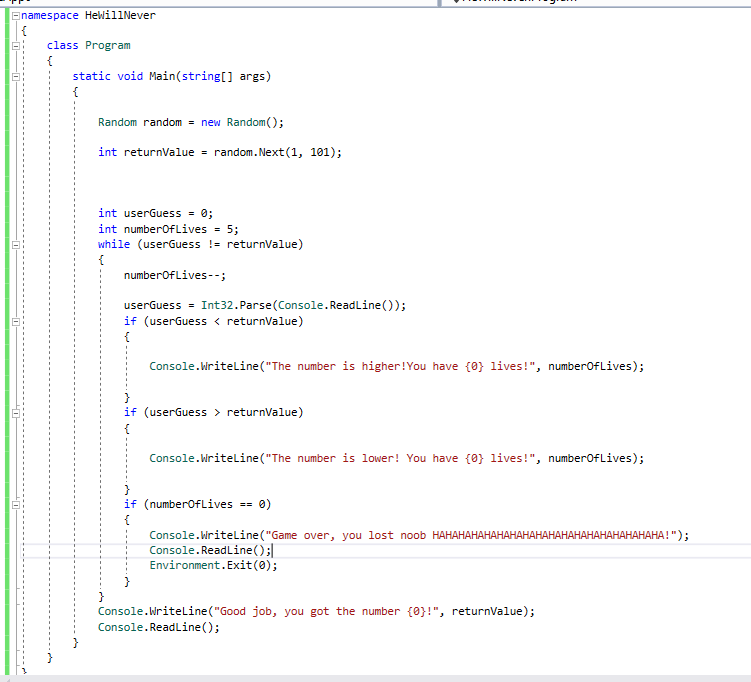 namespace HeWillNever
{
class Program
{
static void Main(string[] args)
{
Random random = new Random();
int returnValue = random.Next(1, 101);
int userGuess = 0;
int numberOfLives = 5;
while (userGuess != returnValue)
{
numberOfLives--;
userGuess = Int32.Parse(Console.ReadLine());
if (userGuess < returnValue)
{
Console.WriteLine("The number is higher!You have {0} lives!", numberOfLives);
}
if (userGuess > returnValue)
{
Console.WriteLine("The number is lower! You have {0} lives!", numberOfLives);
}
if (numberOfLives == 0)
{
Console.WriteLine("Game over, you lost noob HAHAHAHAHAHAHAHAHAHAHAHAHAHAHAHAHAHA!");
Console.ReadLine();
Environment.Exit(0);
}
}
Console.WriteLine("Good job, you got the number {0}!", returnValue);
Console.ReadLine();
}
}
}